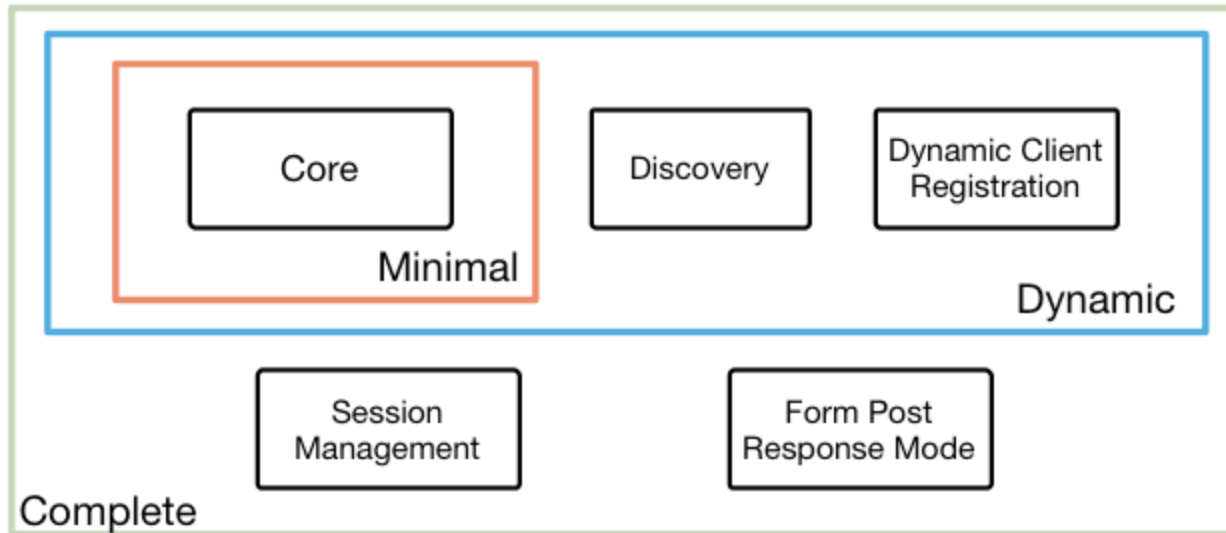 Core
Discovery
Dynamic Client
Registration
Minimal
Dynamic
Session
Management
Form Post
Response Mode
Complete